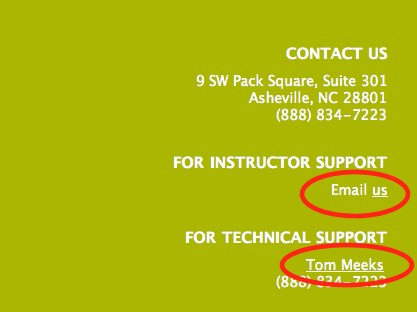 CONTACT US
9 SW Pack Square, Suite 301
Asheville, NC 28801
(888) 834-7223
FOR INSTRUCTOR SUPPORT
Email us
FOR TECHNICAL SUPPORT
Tom Meeks
(888) 834-7223